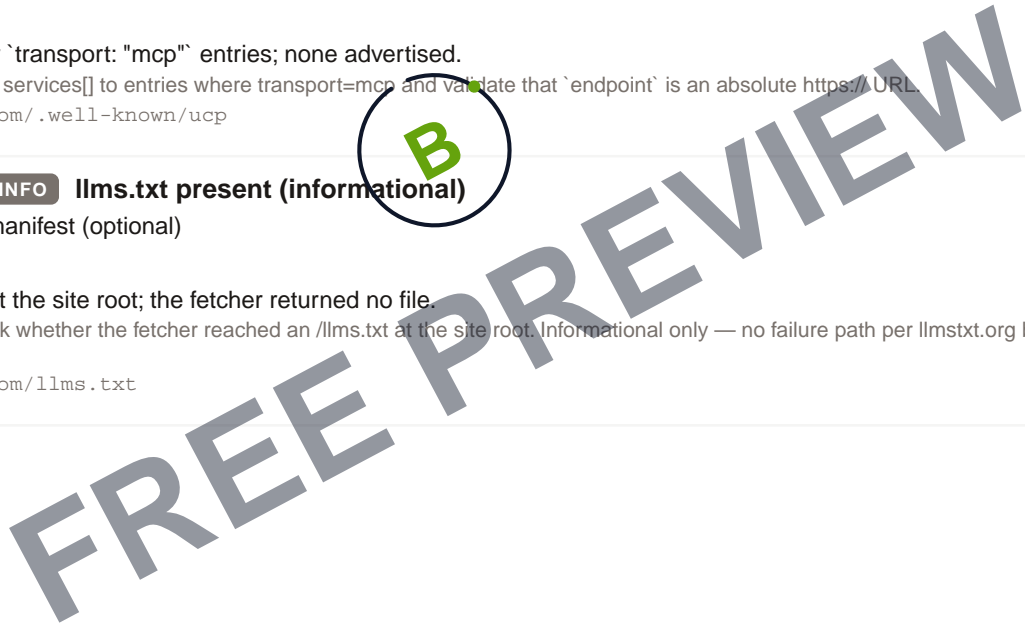 `transport: "mcp"` entries; none advertised.
services[] to entries where transport=mcp and validate that `endpoint` is an absolute https:// URL.
om/.well-known/ucp
B
INFO llms.txt present (informational)
manifest (optional)
t the site root; the fetcher returned no file.
k whether the fetcher reached an /llms.txt at the site root. Informational only — no failure path per llmstxt.org
om/llms.txt
FREE PREVIEW